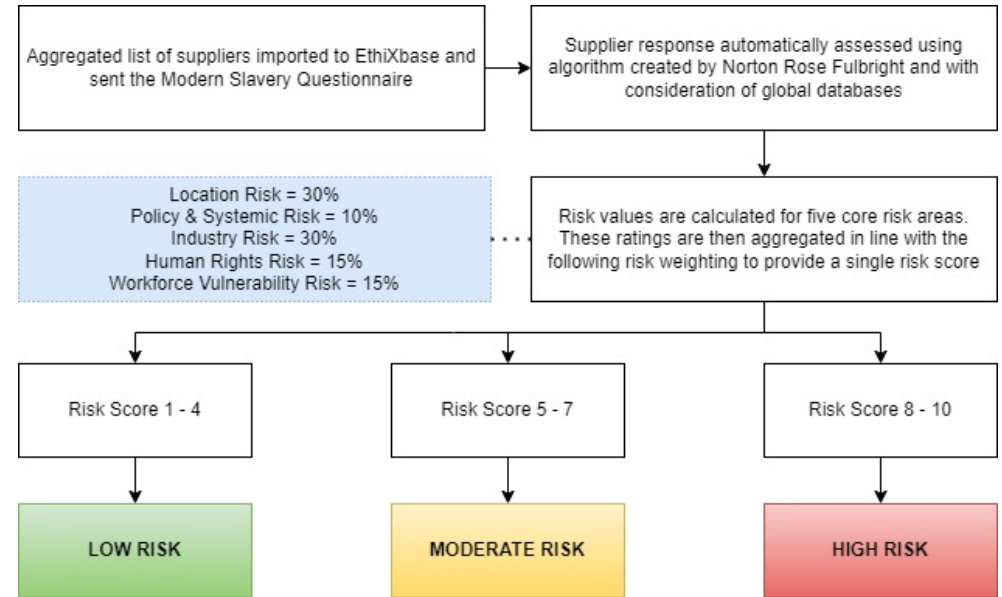 Aggregated list of suppliers imported to EthiXbase and
sent the Modern Slavery Questionnaire
Supplier response automatically assessed using
algorithm created by Norton Rose Fulbright and with
consideration of global databases
Location Risk = 30%
Policy & Systemic Risk = 10%
Industry Risk = 30%
Human Rights Risk = 15%
Workforce Vulnerability Risk = 15%
Risk values are calculated for five core risk areas.
These ratings are then aggregated in line with the
following risk weighting to provide a single risk score
Risk Score 1 - 4
Risk Score 5 - 7
Risk Score 8 - 10
LOW RISK
MODERATE RISK
HIGH RISK